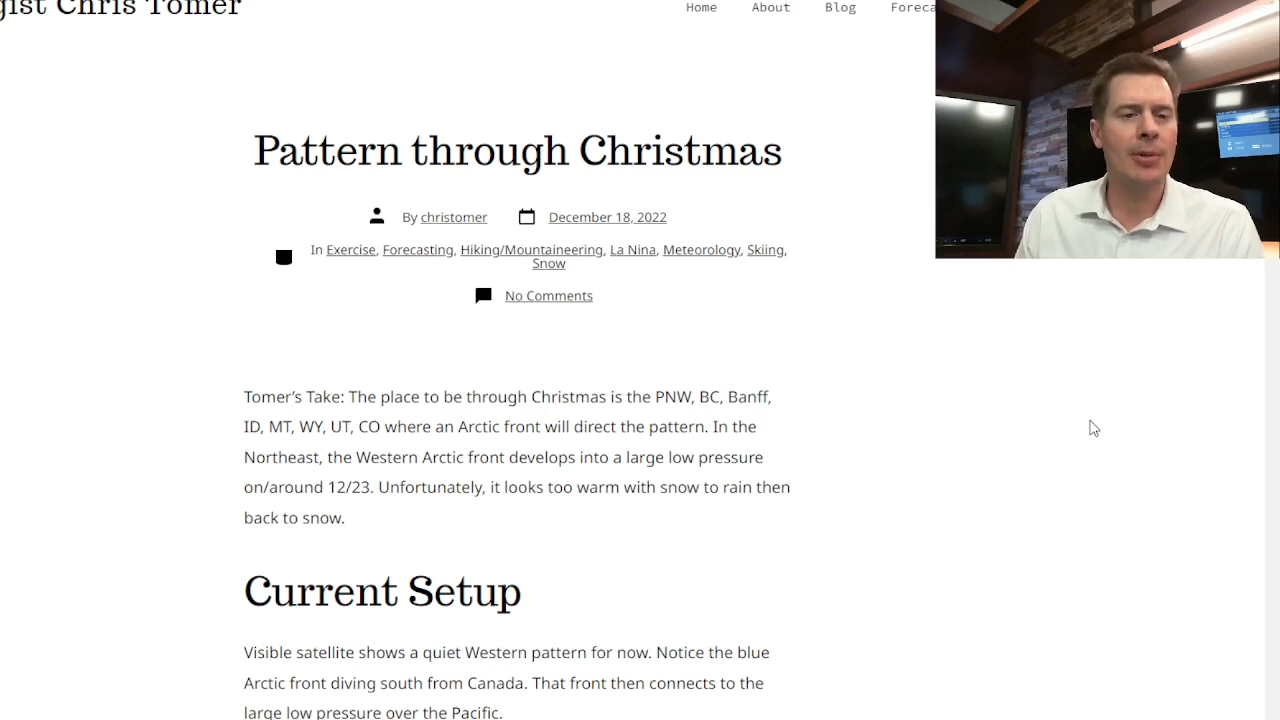 gist Chris Tomer
Home About Blog Foreca
Pattern through Christmas
By christomer December 18, 2022
In Exercise, Forecasting, Hiking/Mountaineering, La Nina, Meteorology, Skiing,
Snow
No Comments
Tomer’s Take: The place to be through Christmas is the PNW, BC, Banff,
ID, MT, WY, UT, CO where an Arctic front will direct the pattern. In the
Northeast, the Western Arctic front develops into a large low pressure
on/around 12/23. Unfortunately, it looks too warm with snow to rain then
back to snow.
Current Setup
Visible satellite shows a quiet Western pattern for now. Notice the blue
Arctic front diving south from Canada. That front then connects to the
large low pressure over the Pacific.